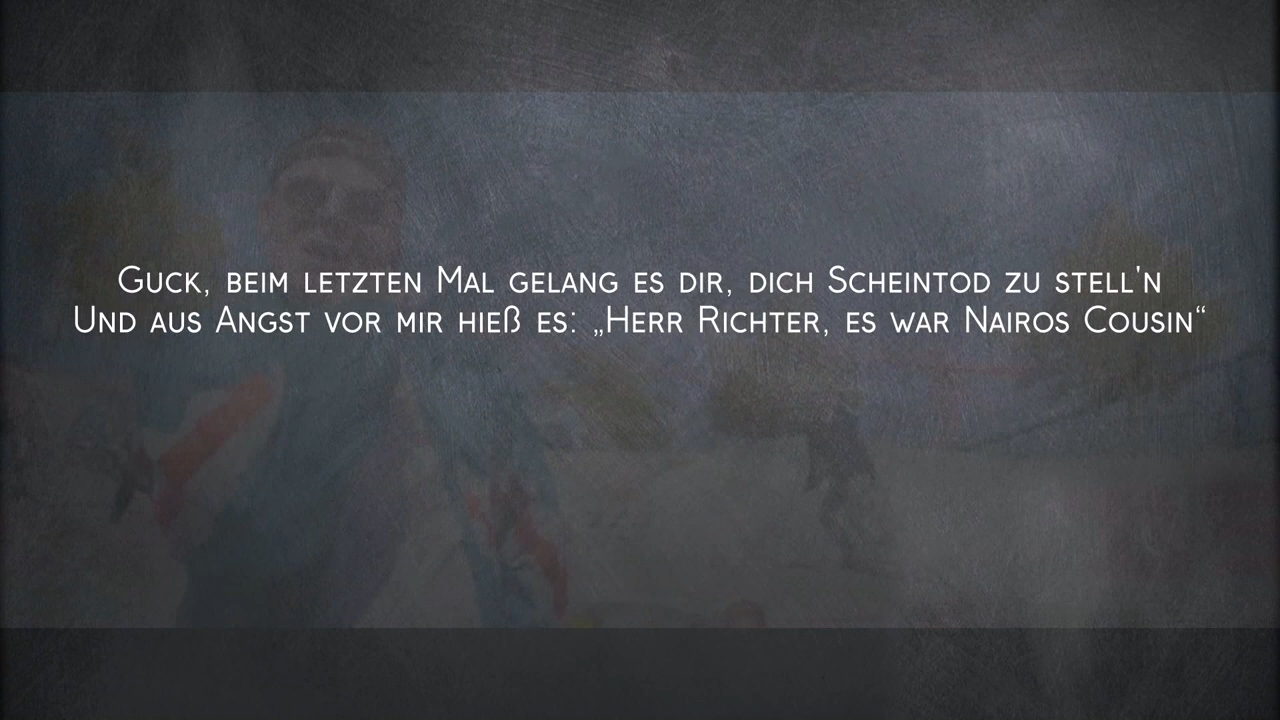 Guck, beim letzten Mal gelang es dir, dich Scheintod zu stell'n
Und aus Angst vor mir hieß es: „Herr Richter, es war Nairos Cousin“